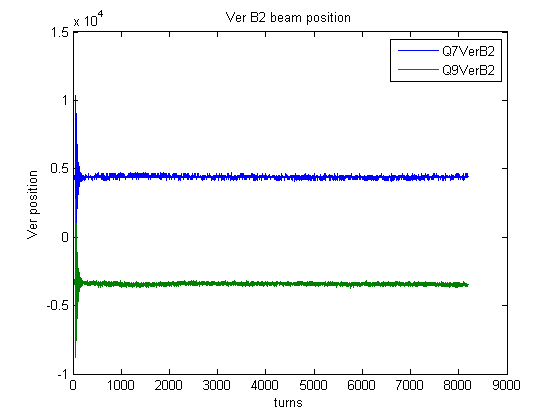 Ver B2 beam position
x 10^4
1.5
1
0.5
0
-0.5
-1
Ver position
0 1000 2000 3000 4000 5000 6000 7000 8000 9000
turns
Q7VerB2
Q9VerB2